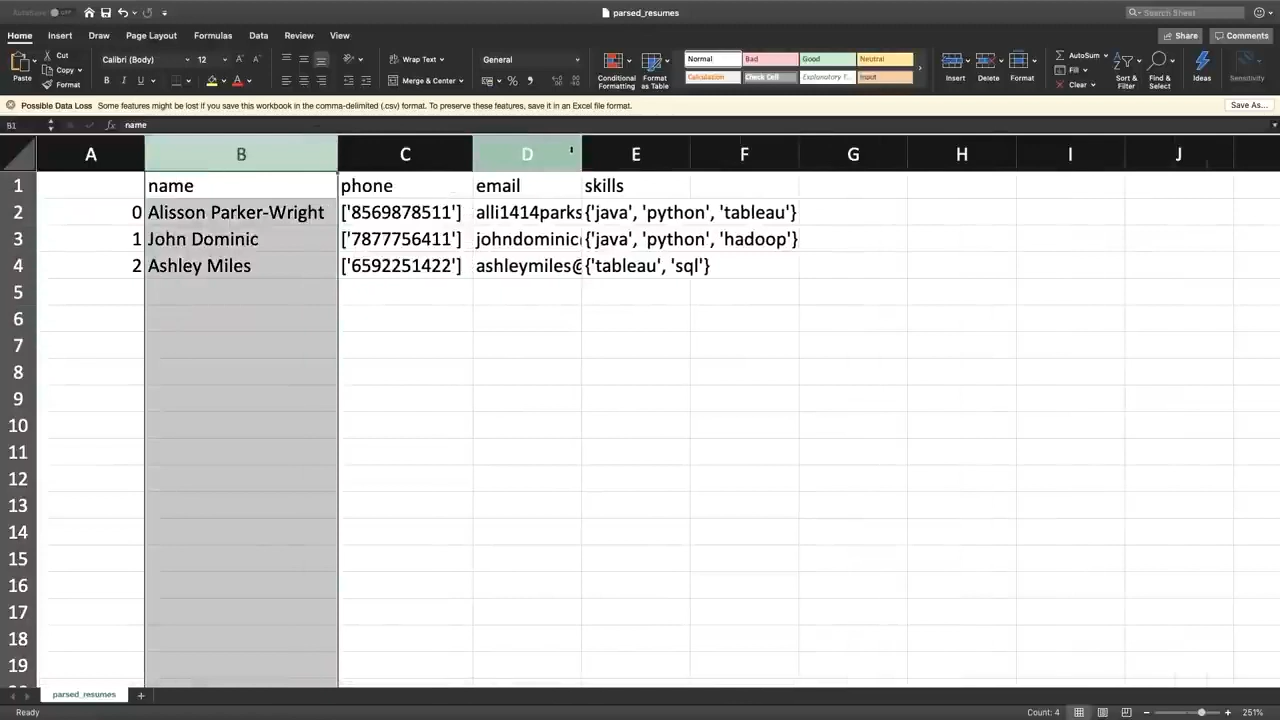 AutoSave OFF
parsed_resumes
Search Sheet
Home Insert Draw Page Layout Formulas Data Review View
Share Comments
Paste
Cut
Copy
Format
Calibri (Body) 12
B I U
Wrap Text
Merge & Center
General
Conditional Formatting
Format as Table
Normal Bad Good Neutral
Calculation Check Cell Explanatory T... Input
Insert Delete Format
AutoSum
Fill
Clear
Sort & Filter
Find & Select
Ideas
Sensitivity
Possible Data Loss Some features might be lost if you save this workbook in the comma-delimited (.csv) format. To preserve these features, save it in an Excel file format.
Save As...
B1 fx name
A B C D E F G H I J
1 name phone email skills
2 0 Alisson Parker-Wright ['8569878511'] alli1414parks {'java', 'python', 'tableau'}
3 1 John Dominic ['7877756411'] johndominic {'java', 'python', 'hadoop'}
4 2 Ashley Miles ['6592251422'] ashleymiles@ {'tableau', 'sql'}
5
6
7
8
9
10
11
12
13
14
15
16
17
18
19
parsed_resumes
Ready
Count: 4
251%